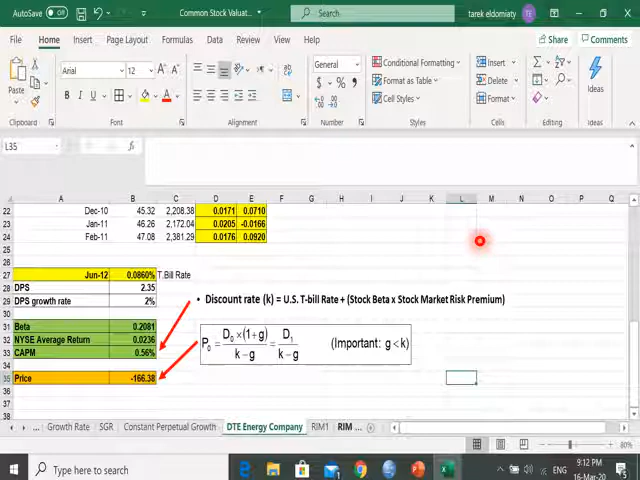 AutoSave Off Common Stock Valuat... Search tarek eldomiaty TE
File Home Insert Page Layout Formulas Data Review View Help Share Comments
Paste Arial 12 A A General Conditional Formatting Insert Ideas
Format as Table Delete
B I U A $ % , Cell Styles Format
Clipboard Font Alignment Number Styles Cells Editing Ideas
L35 fx
A B C D E F G H I J K L M N O P Q
22 Dec-10 45.32 2,208.38 0.0171 0.0710
23 Jan-11 46.26 2,172.04 0.0205 -0.0166
24 Feb-11 47.08 2,381.29 0.0176 0.0920
25
26
27 Jun-12 0.0860% T.Bill Rate
28 DPS 2.35
29 DPS growth rate 2%
• Discount rate (k) = U.S. T-bill Rate + (Stock Beta x Stock Market Risk Premium)
30
31 Beta 0.2081
32 NYSE Average Return 0.0236
33 CAPM 0.56%
P₀ = D₀×(1+g) / k−g = D₁ / k−g (Important: g < k)
34
35 Price -166.38
36
37
38
... Growth Rate SGR Constant Perpetual Growth DTE Energy Company RIM1 RIM ...
80%
Type here to search ENG 9:12 PM
16-Mar-20